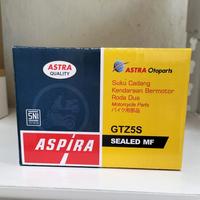 ASTRA
QUALITY
ASTRA Otoparts
Suku Cadang
Kendaraan Bermotor
Roda Dua
Motorcycle Parts
バイク用部品
SNI
GTZ5S
ASPIRA
SEALED MF